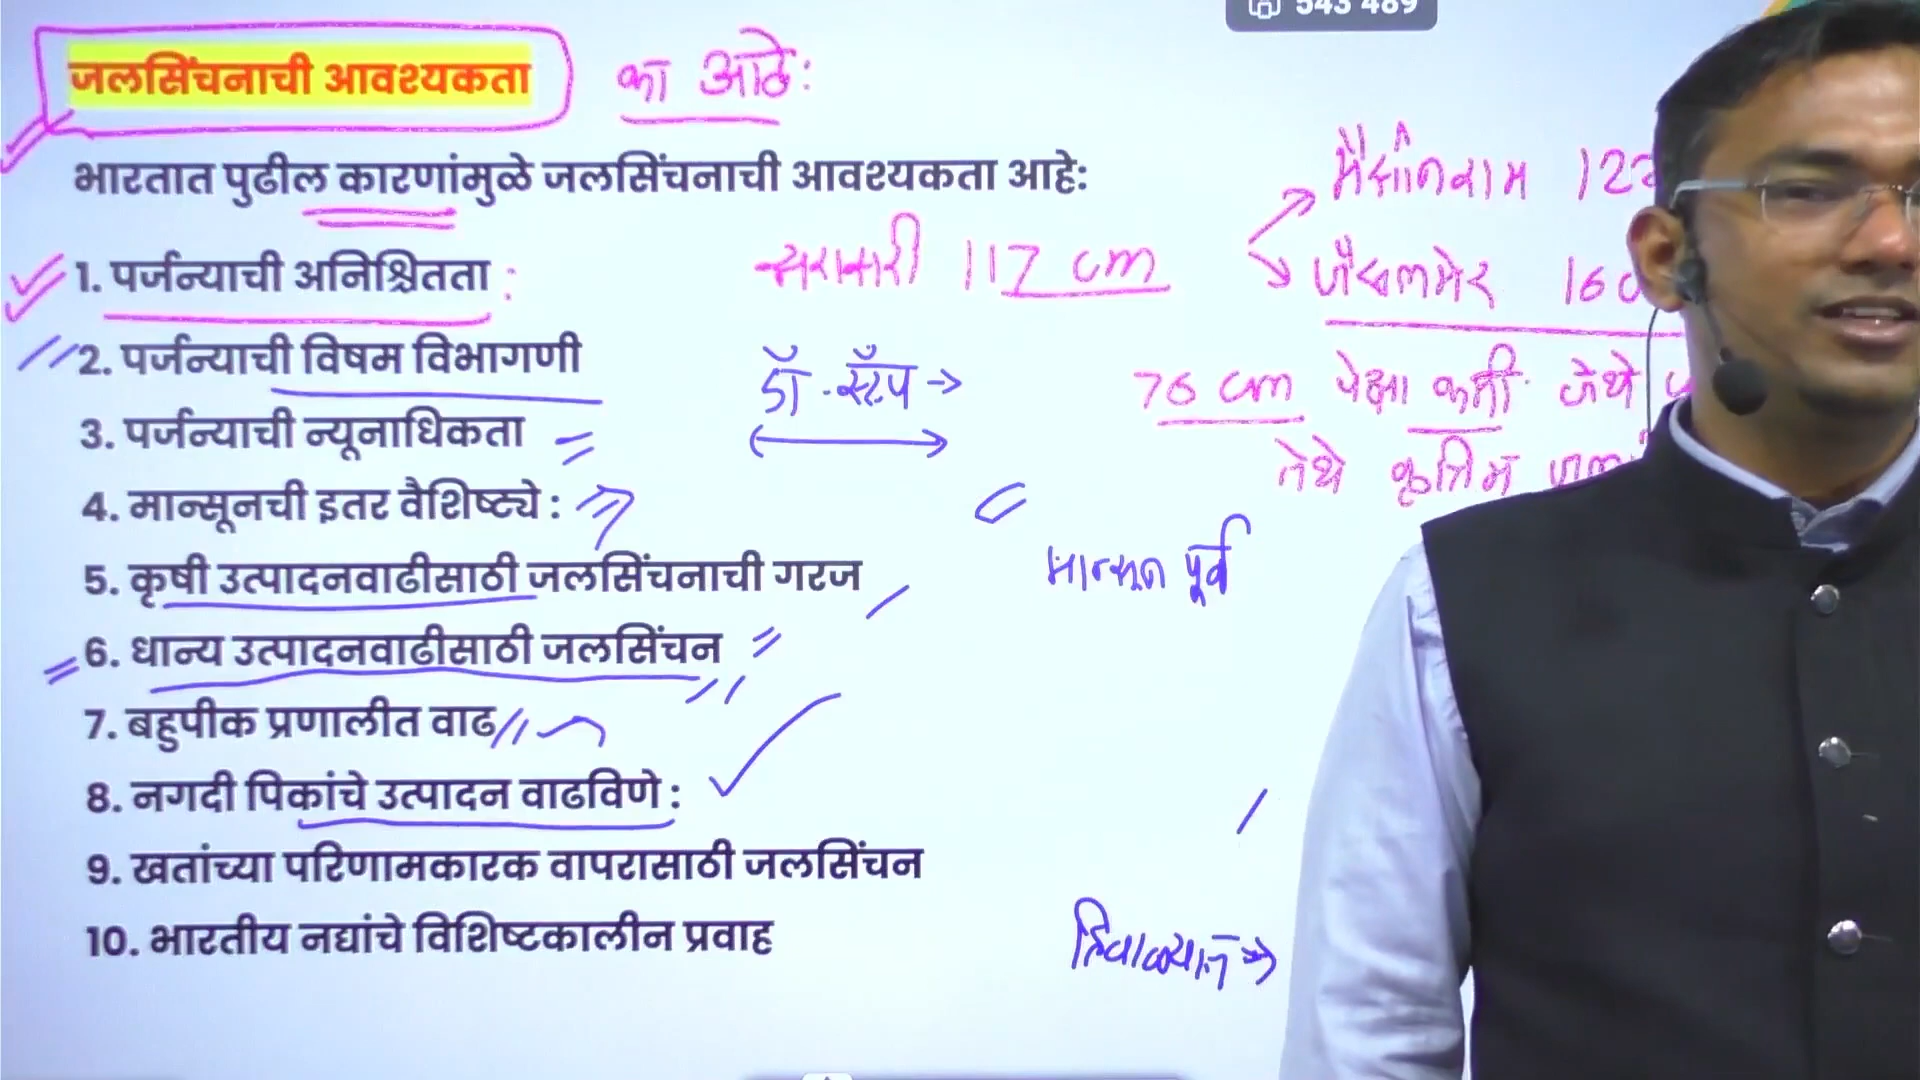 543 489
जलसिंचनाची आवश्यकता का आहे:
भारतात पुढील कारणांमुळे जलसिंचनाची आवश्यकता आहे:
1. पर्जन्याची अनिश्चितता :
सरासरी 117 cm
जैसलमेर
2. पर्जन्याची विषम विभागणी
डॉ. स्टॅंप →
76 cm पेक्षा कमी जेथे
तेथे कृत्रिम
3. पर्जन्याची न्यूनाधिकता
4. मान्सूनची इतर वैशिष्ट्ये :
मान्सून पूर्व
5. कृषी उत्पादनवाढीसाठी जलसिंचनाची गरज
6. धान्य उत्पादनवाढीसाठी जलसिंचन
7. बहुपीक प्रणालीत वाढ
8. नगदी पिकांचे उत्पादन वाढविणे :
9. खतांच्या परिणामकारक वापरासाठी जलसिंचन
10. भारतीय नद्यांचे विशिष्टकालीन प्रवाह
हिवाळ्यात →